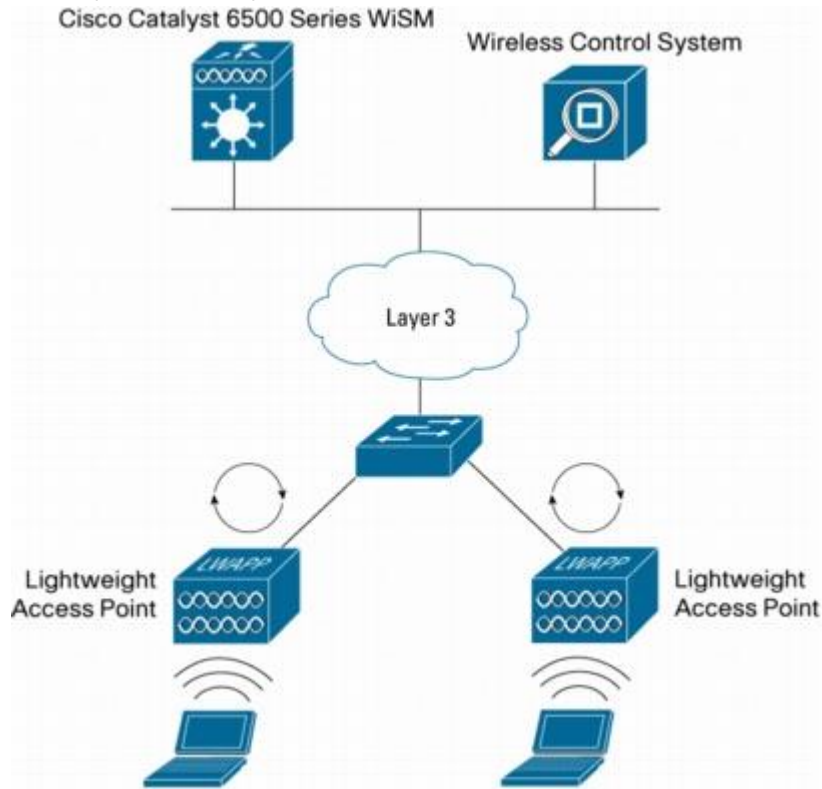 Cisco Catalyst 6500 Series WiSM
Wireless Control System
Layer 3
LWAPP
LWAPP
Lightweight
Access Point
Lightweight
Access Point